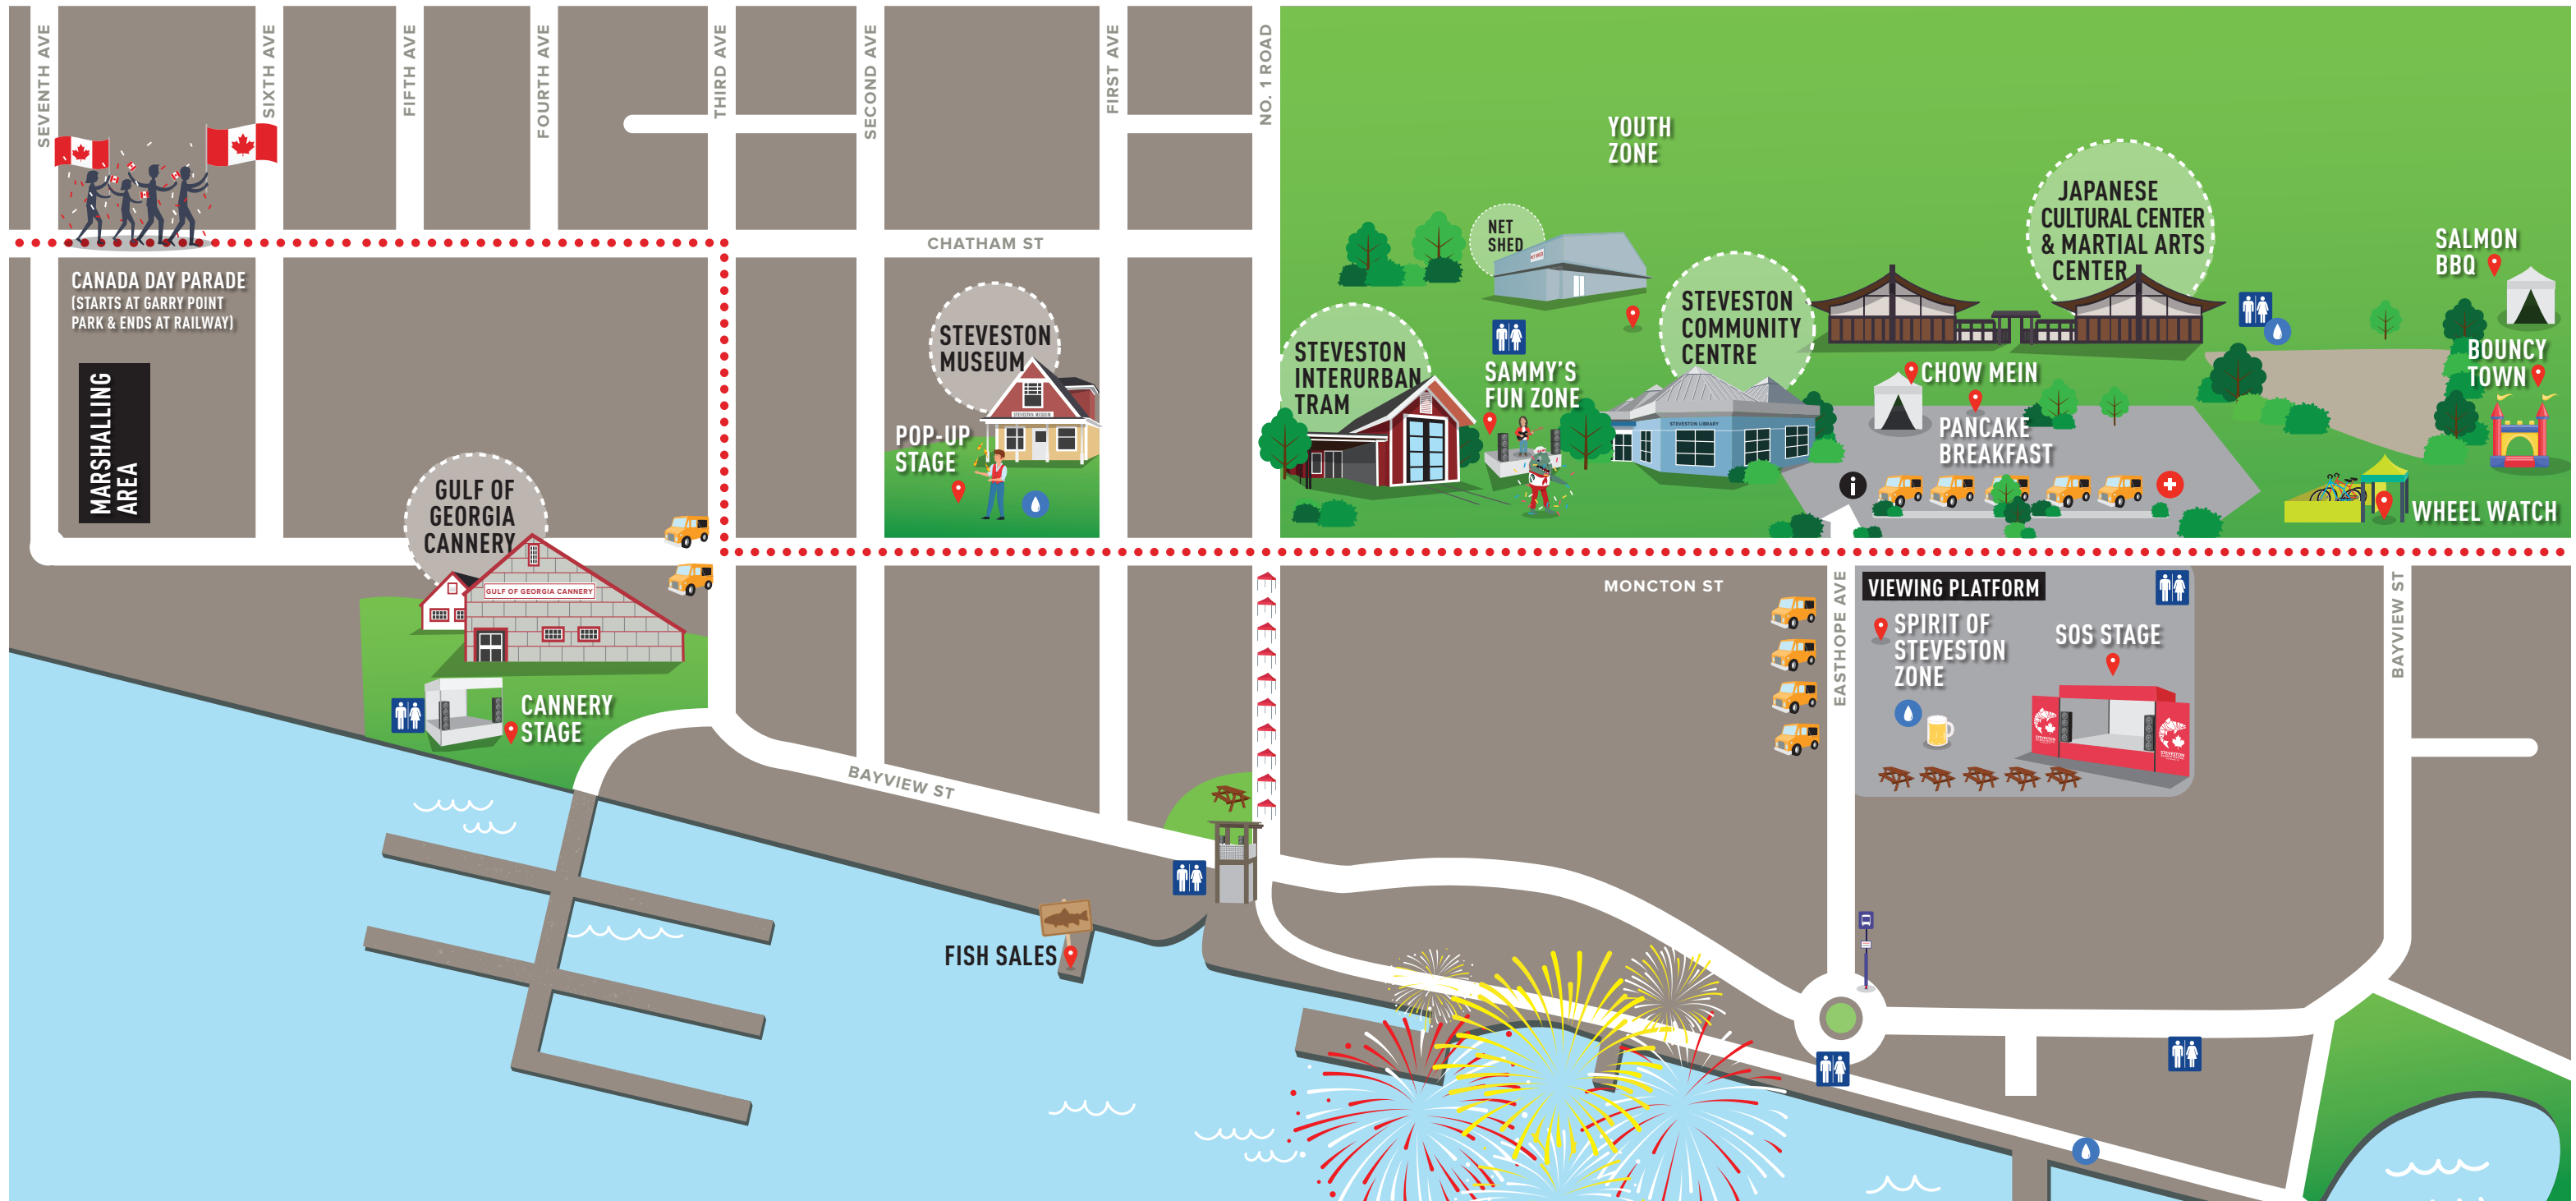 SEVENTH AVE
SIXTH AVE
FIFTH AVE
FOURTH AVE
THIRD AVE
SECOND AVE
FIRST AVE
NO. 1 ROAD
CHATHAM ST
CANADA DAY PARADE
(STARTS AT GARRY POINT
PARK & ENDS AT RAILWAY)
MARSHALLING
AREA
GULF OF
GEORGIA
CANNERY
GULF OF GEORGIA CANNERY
CANNERY
STAGE
STEVESTON
MUSEUM
STEVESTON MUSEUM
POP-UP
STAGE
YOUTH
ZONE
NET
SHED
STEVESTON
INTERURBAN
TRAM
SAMMY'S
FUN ZONE
STEVESTON
COMMUNITY
CENTRE
STEVESTON LIBRARY
JAPANESE
CULTURAL CENTER
& MARTIAL ARTS
CENTER
CHOW MEIN
PANCAKE
BREAKFAST
i
SALMON
BBQ
BOUNCY
TOWN
WHEEL WATCH
MONCTON ST
EASTHOPE AVE
VIEWING PLATFORM
SPIRIT OF
STEVESTON
ZONE
SOS STAGE
BAYVIEW ST
BAYVIEW ST
FISH SALES